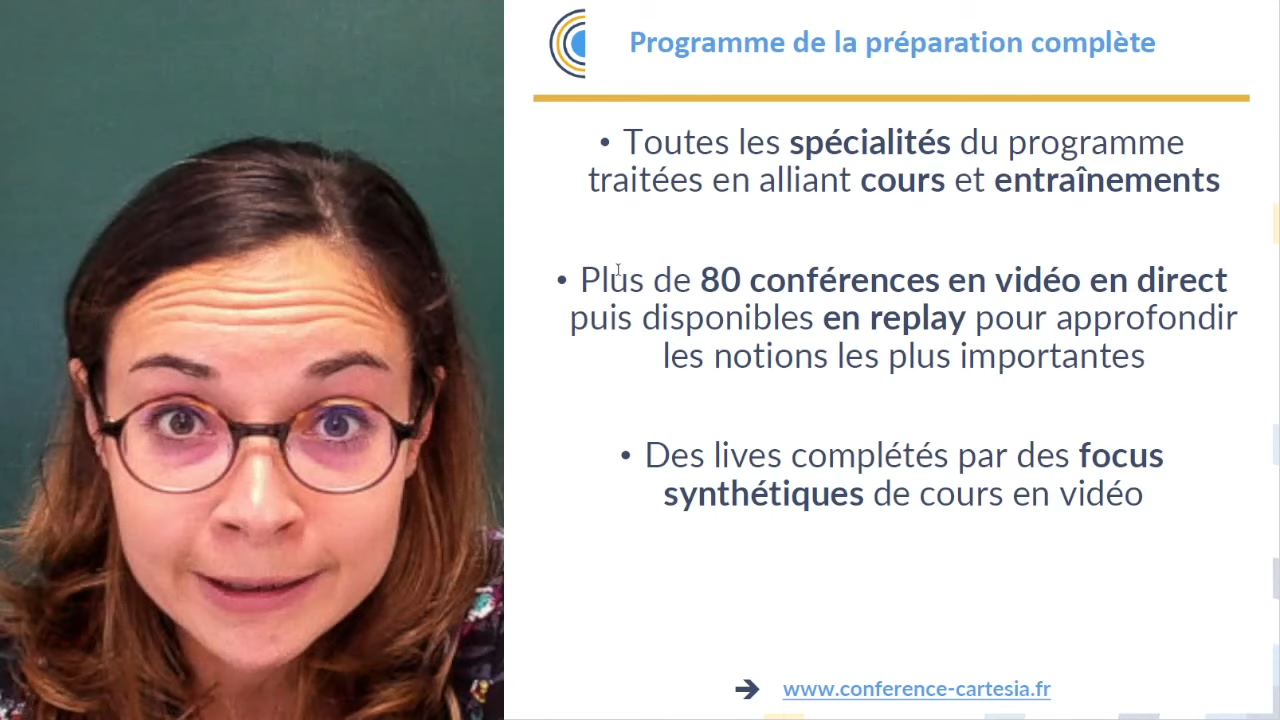 Programme de la préparation complète
• Toutes les spécialités du programme
traitées en alliant cours et entraînements
• Plus de 80 conférences en vidéo en direct
puis disponibles en replay pour approfondir
les notions les plus importantes
• Des lives complétés par des focus
synthétiques de cours en vidéo
➔ www.conference-cartesia.fr